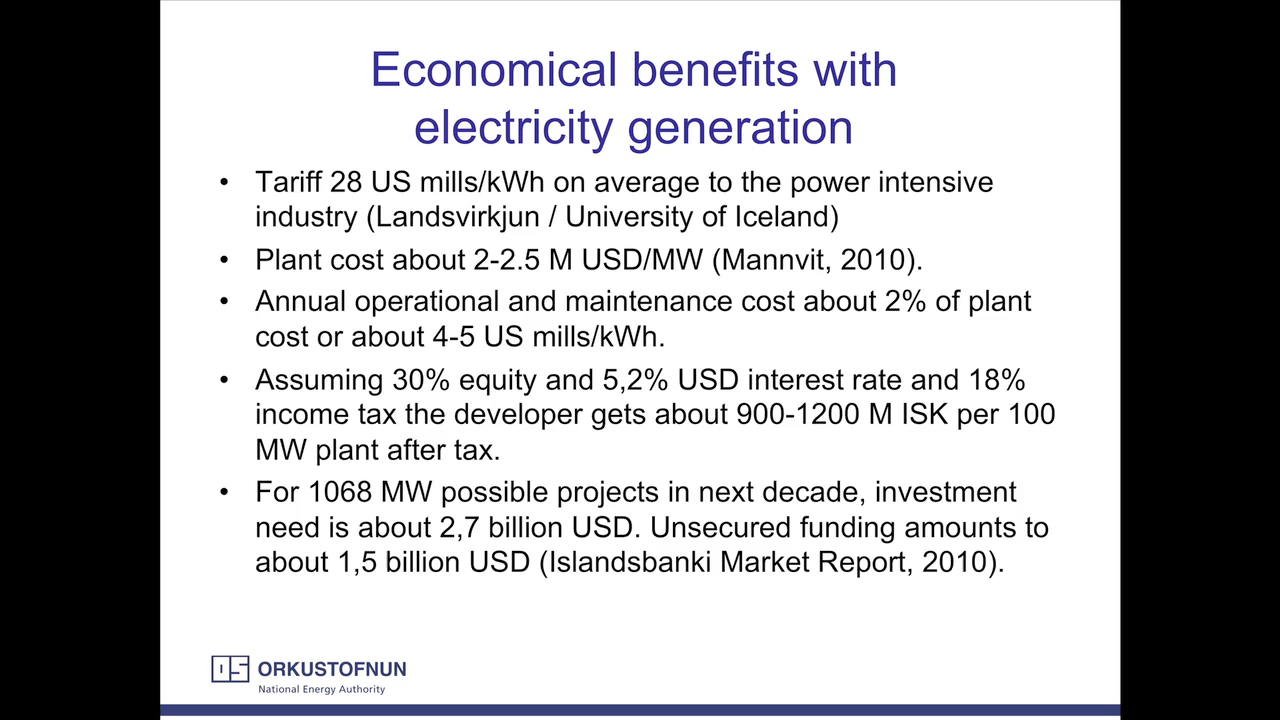 Economical benefits with
electricity generation
• Tariff 28 US mills/kWh on average to the power intensive
industry (Landsvirkjun / University of Iceland)
• Plant cost about 2-2.5 M USD/MW (Mannvit, 2010).
• Annual operational and maintenance cost about 2% of plant
cost or about 4-5 US mills/kWh.
• Assuming 30% equity and 5,2% USD interest rate and 18%
income tax the developer gets about 900-1200 M ISK per 100
MW plant after tax.
• For 1068 MW possible projects in next decade, investment
need is about 2,7 billion USD. Unsecured funding amounts to
about 1,5 billion USD (Islandsbanki Market Report, 2010).
OS ORKUSTOFNUN
National Energy Authority